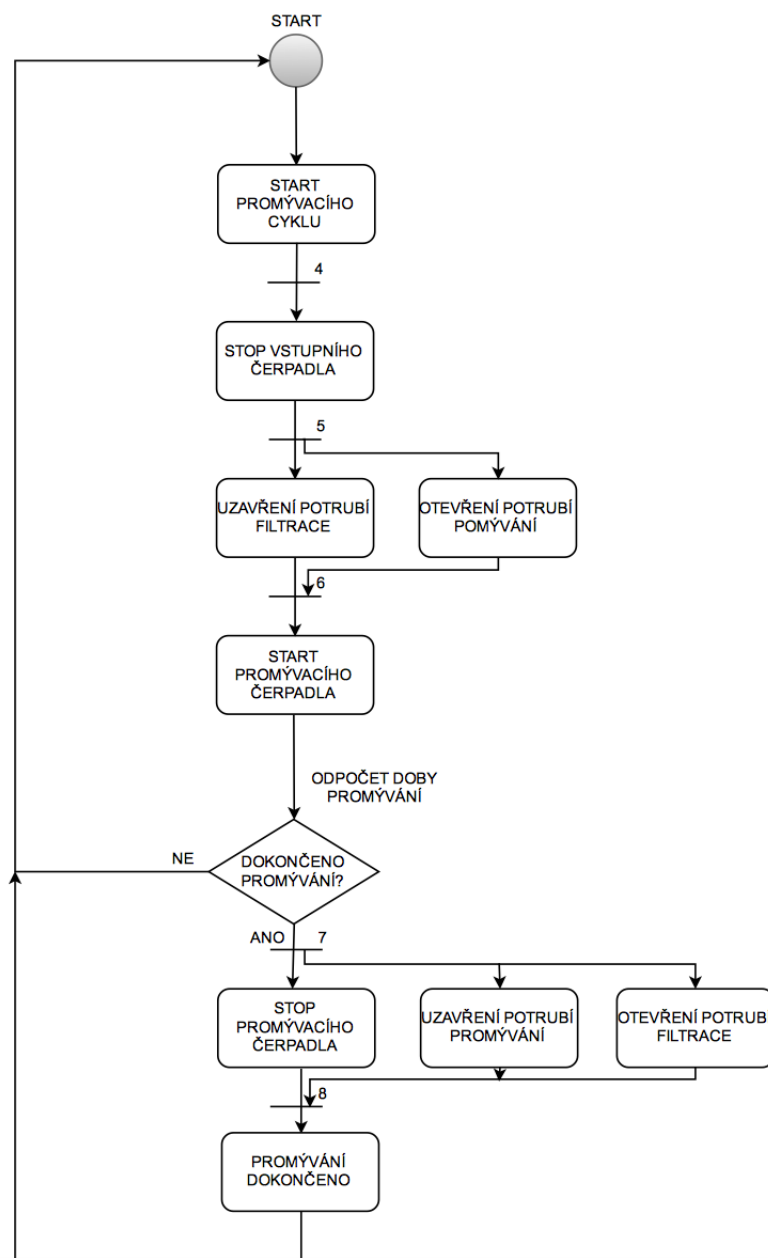 START
START
PROMÝVACÍHO
CYKLU
4
STOP VSTUPNÍHO
ČERPADLA
5
UZAVŘENÍ POTRUBÍ
FILTRACE
OTEVŘENÍ POTRUBÍ
POMÝVÁNÍ
6
START
PROMÝVACÍHO
ČERPADLA
ODPOČET DOBY
PROMÝVÁNÍ
NE
DOKONČENO
PROMÝVÁNÍ?
ANO
7
STOP
PROMÝVACÍHO
ČERPADLA
UZAVŘENÍ POTRUBÍ
PROMÝVÁNÍ
OTEVŘENÍ POTRUB
FILTRACE
8
PROMÝVÁNÍ
DOKONČENO